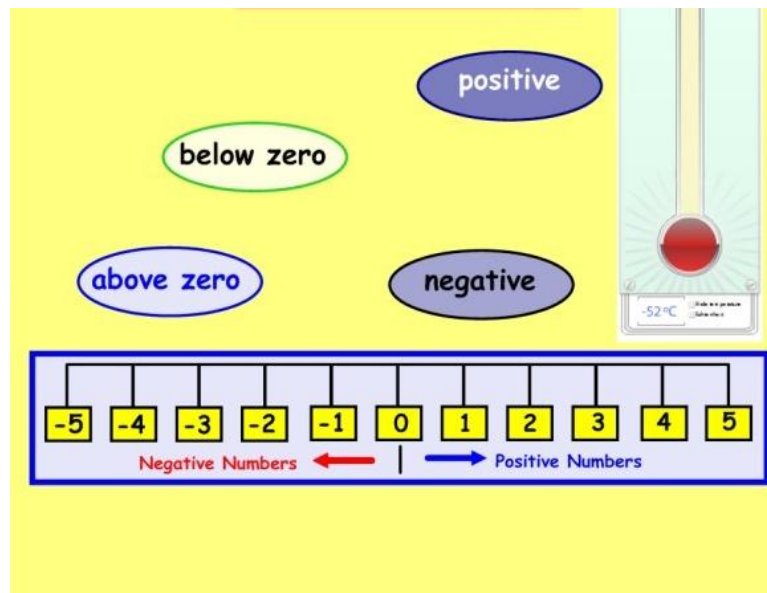 positive
below zero
above zero
negative
-52°C
-5 -4 -3 -2 -1 0 1 2 3 4 5
Negative Numbers Positive Numbers